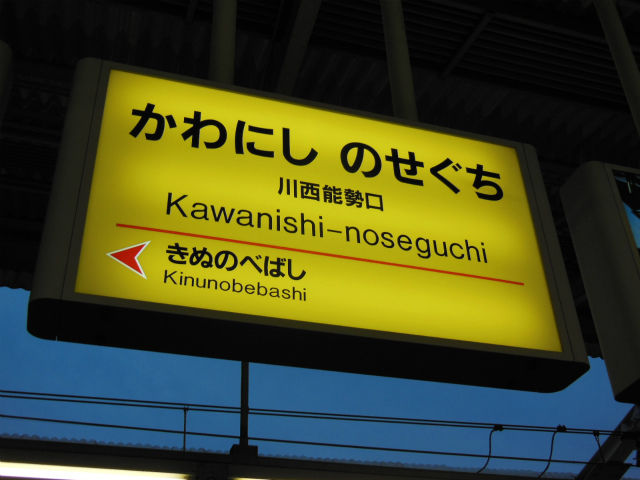 かわにし のせぐち
川西能勢口
Kawanishi-noseguchi
きぬのべばし
Kinunobebashi